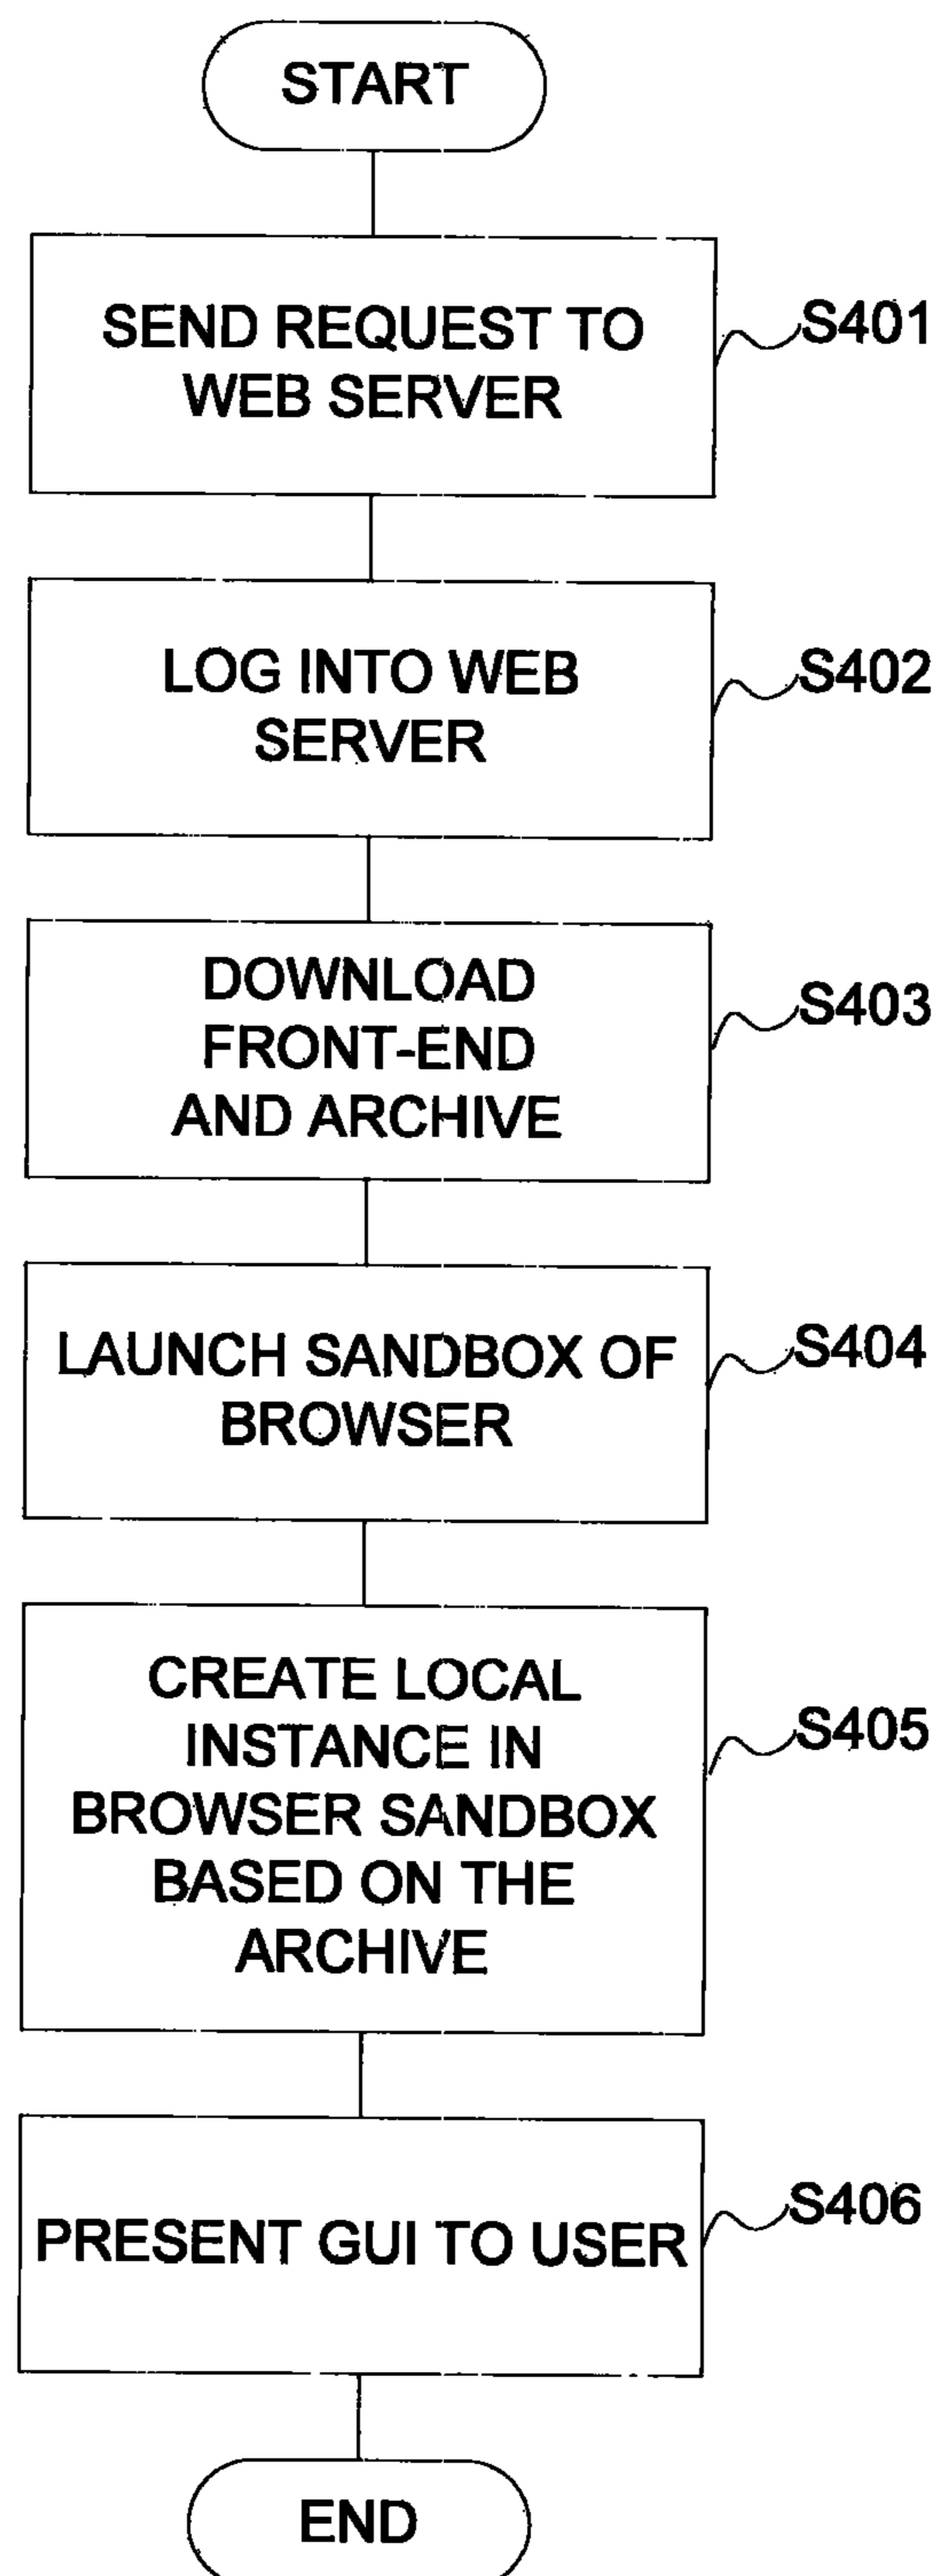 START
SEND REQUEST TO
WEB SERVER
S401
LOG INTO WEB
SERVER
S402
DOWNLOAD
FRONT-END
AND ARCHIVE
S403
LAUNCH SANDBOX OF
BROWSER
S404
CREATE LOCAL
INSTANCE IN
BROWSER SANDBOX
BASED ON THE
ARCHIVE
S405
PRESENT GUI TO USER
S406
END